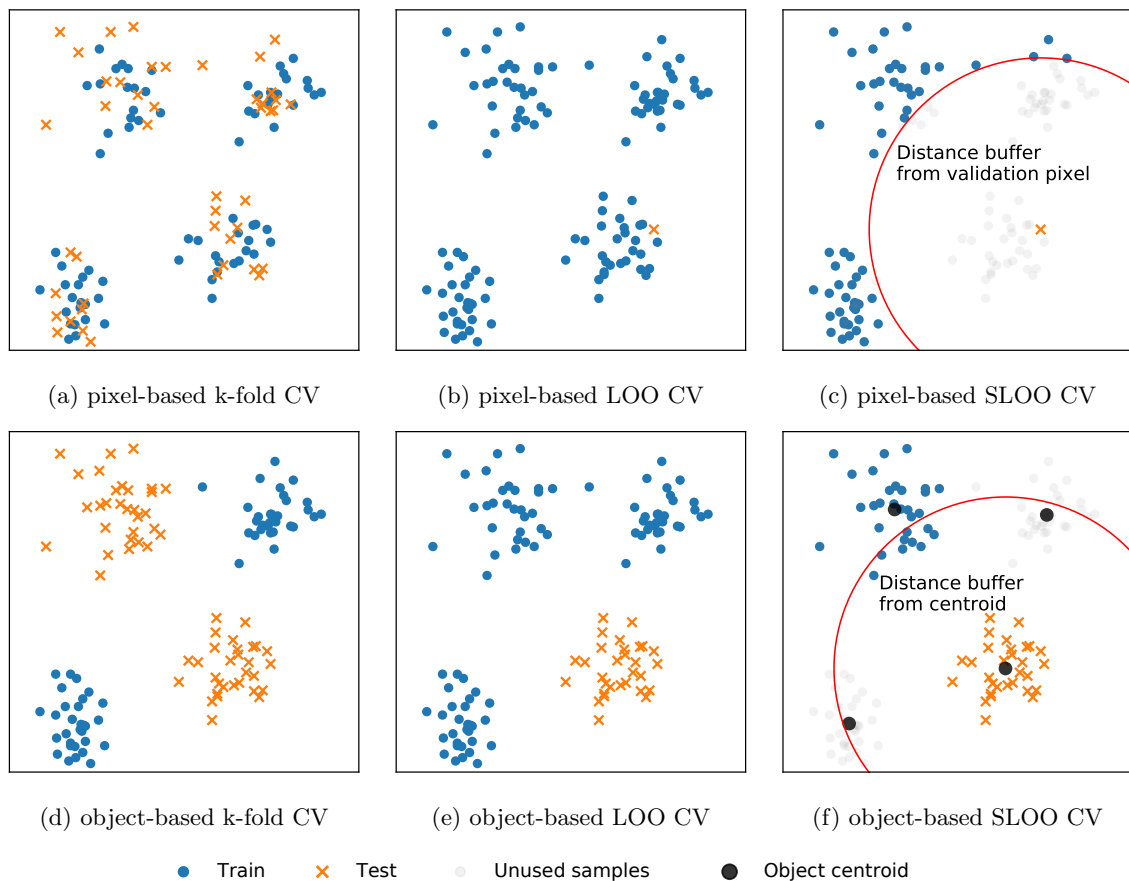 Distance buffer
from validation pixel
(a) pixel-based k-fold CV
(b) pixel-based LOO CV
(c) pixel-based SLOO CV
Distance buffer
from centroid
(d) object-based k-fold CV
(e) object-based LOO CV
(f) object-based SLOO CV
Train
Test
Unused samples
Object centroid